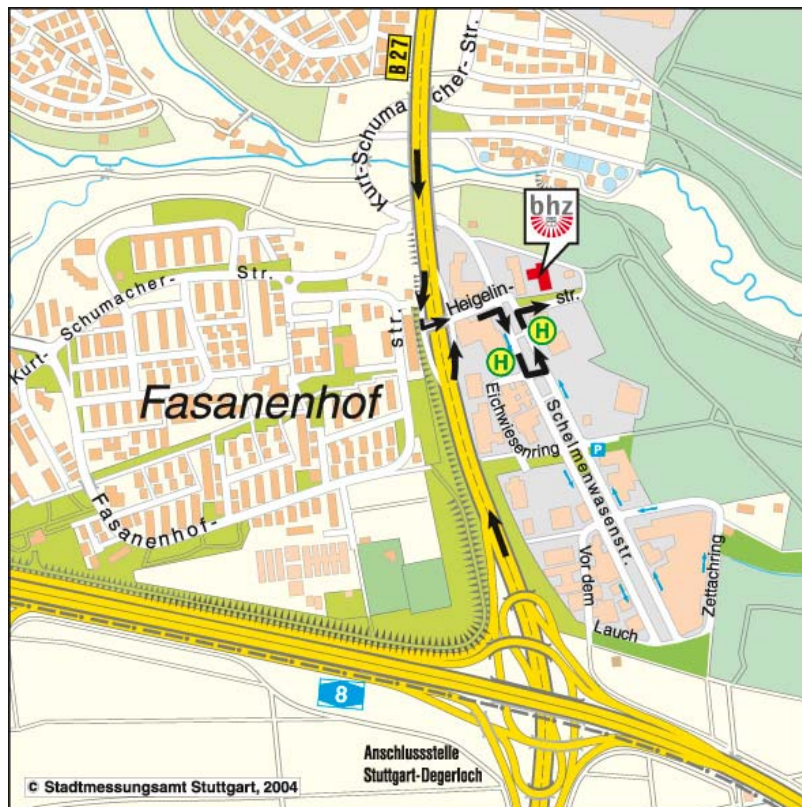 B 27
Kurt-Schumacher-Str.
bhz
Heigelin-
str.
Kurt-Schumacher-Str.
str.
H
H
Fasanenhof
Eichwiesenring
Schelmenwasenstr.
P
Fasanenhof-
Vor dem
Lauch
Zettachring
8
Anschlussstelle
Stuttgart-Degerloch
© Stadtmessungsamt Stuttgart, 2004